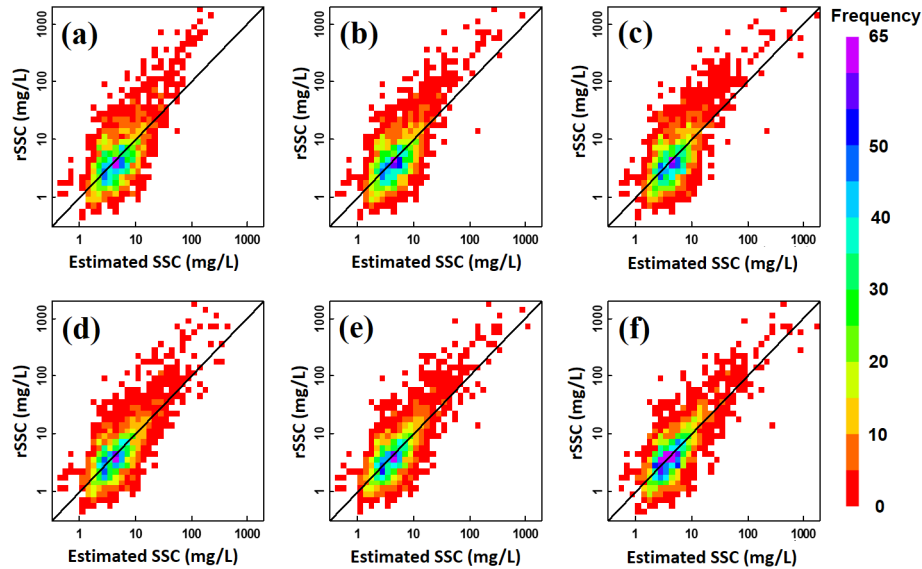 Frequency
(a) (b) (c)
rSSC (mg/L) 1 10 100 1000
1 10 100 1000
Estimated SSC (mg/L)
rSSC (mg/L) 1 10 100 1000
1 10 100 1000
Estimated SSC (mg/L)
rSSC (mg/L) 1 10 100 1000
1 10 100 1000
Estimated SSC (mg/L)
65
50
40
30
20
10
0
(d) (e) (f)
rSSC (mg/L) 1 10 100 1000
1 10 100 1000
Estimated SSC (mg/L)
rSSC (mg/L) 1 10 100 1000
1 10 100 1000
Estimated SSC (mg/L)
rSSC (mg/L) 1 10 100 1000
1 10 100 1000
Estimated SSC (mg/L)